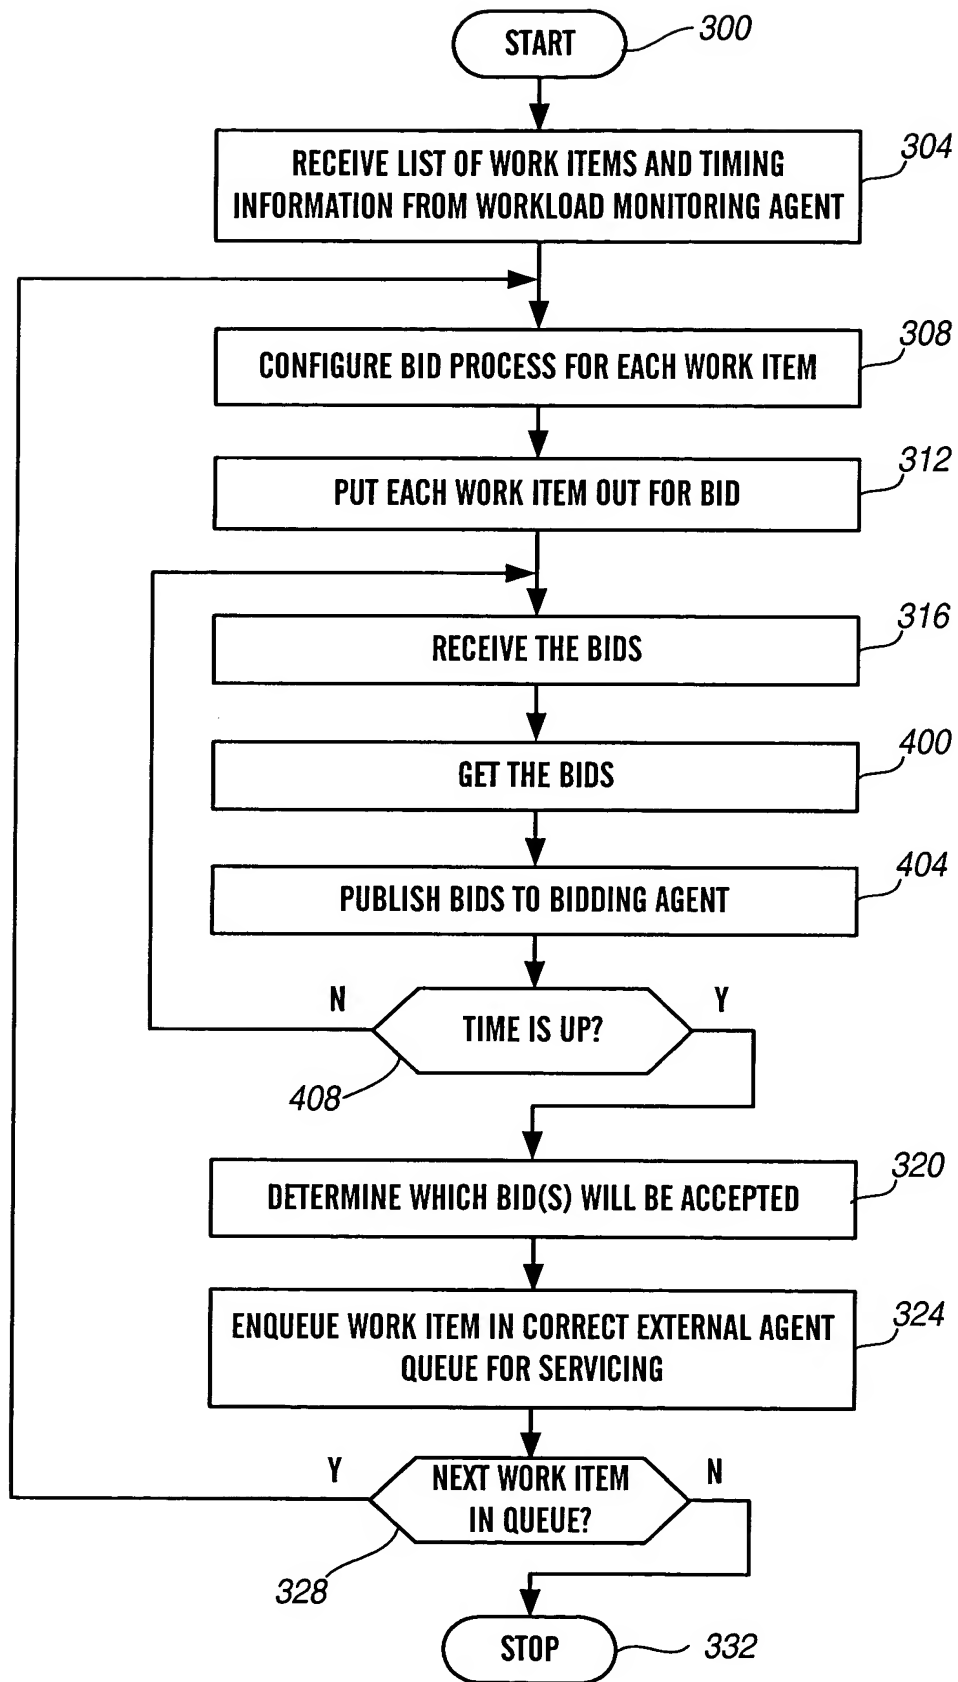 START
300
RECEIVE LIST OF WORK ITEMS AND TIMING
INFORMATION FROM WORKLOAD MONITORING AGENT
304
CONFIGURE BID PROCESS FOR EACH WORK ITEM
308
PUT EACH WORK ITEM OUT FOR BID
312
RECEIVE THE BIDS
316
GET THE BIDS
400
PUBLISH BIDS TO BIDDING AGENT
404
N
TIME IS UP?
Y
408
DETERMINE WHICH BID(S) WILL BE ACCEPTED
320
ENQUEUE WORK ITEM IN CORRECT EXTERNAL AGENT
QUEUE FOR SERVICING
324
Y
NEXT WORK ITEM
IN QUEUE?
N
328
STOP
332